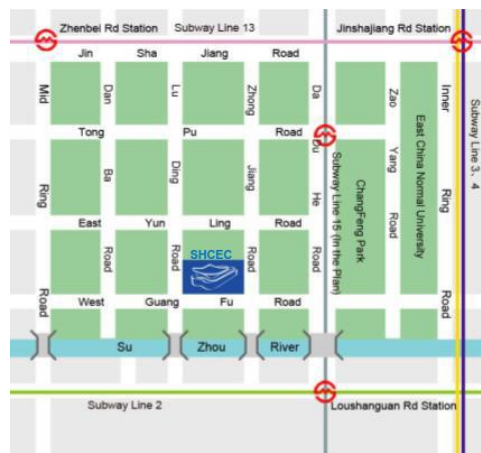 Zhenbei Rd Station
Subway Line 13
Jinshajiang Rd Station
Jin Sha Jiang Road
Mid Ring Road
Dan Ba Road
Lu Ding Road
Zhong Jiang Road
Da Du He Road
Zao Yang Road
Inner Ring Road
East China Normal University
Subway Line 3、4
Tong Pu Road
Subway Line 15 (In the Plan)
ChangFeng Park
East Yun Ling Road
SHCEC
West Guang Fu Road
Su Zhou River
Subway Line 2
Loushanguan Rd Station